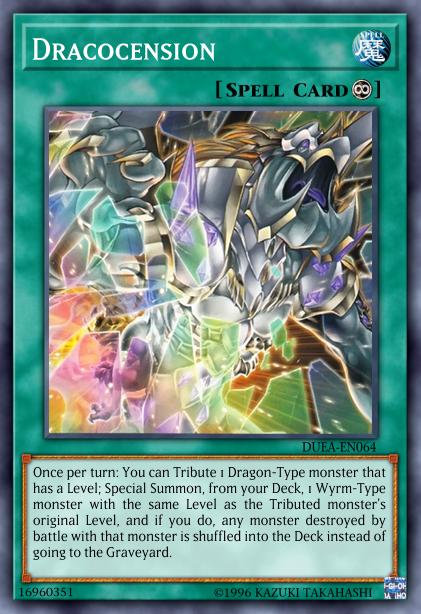 DRACOCENSION
SPELL
魔
[SPELL CARD]
DUEA-EN064
Once per turn: You can Tribute 1 Dragon-Type monster that
has a Level; Special Summon, from your Deck, 1 Wyrm-Type
monster with the same Level as the Tributed monster's
original Level, and if you do, any monster destroyed by
battle with that monster is shuffled into the Deck instead of
going to the Graveyard.
16960351
©1996 KAZUKI TAKAHASHI